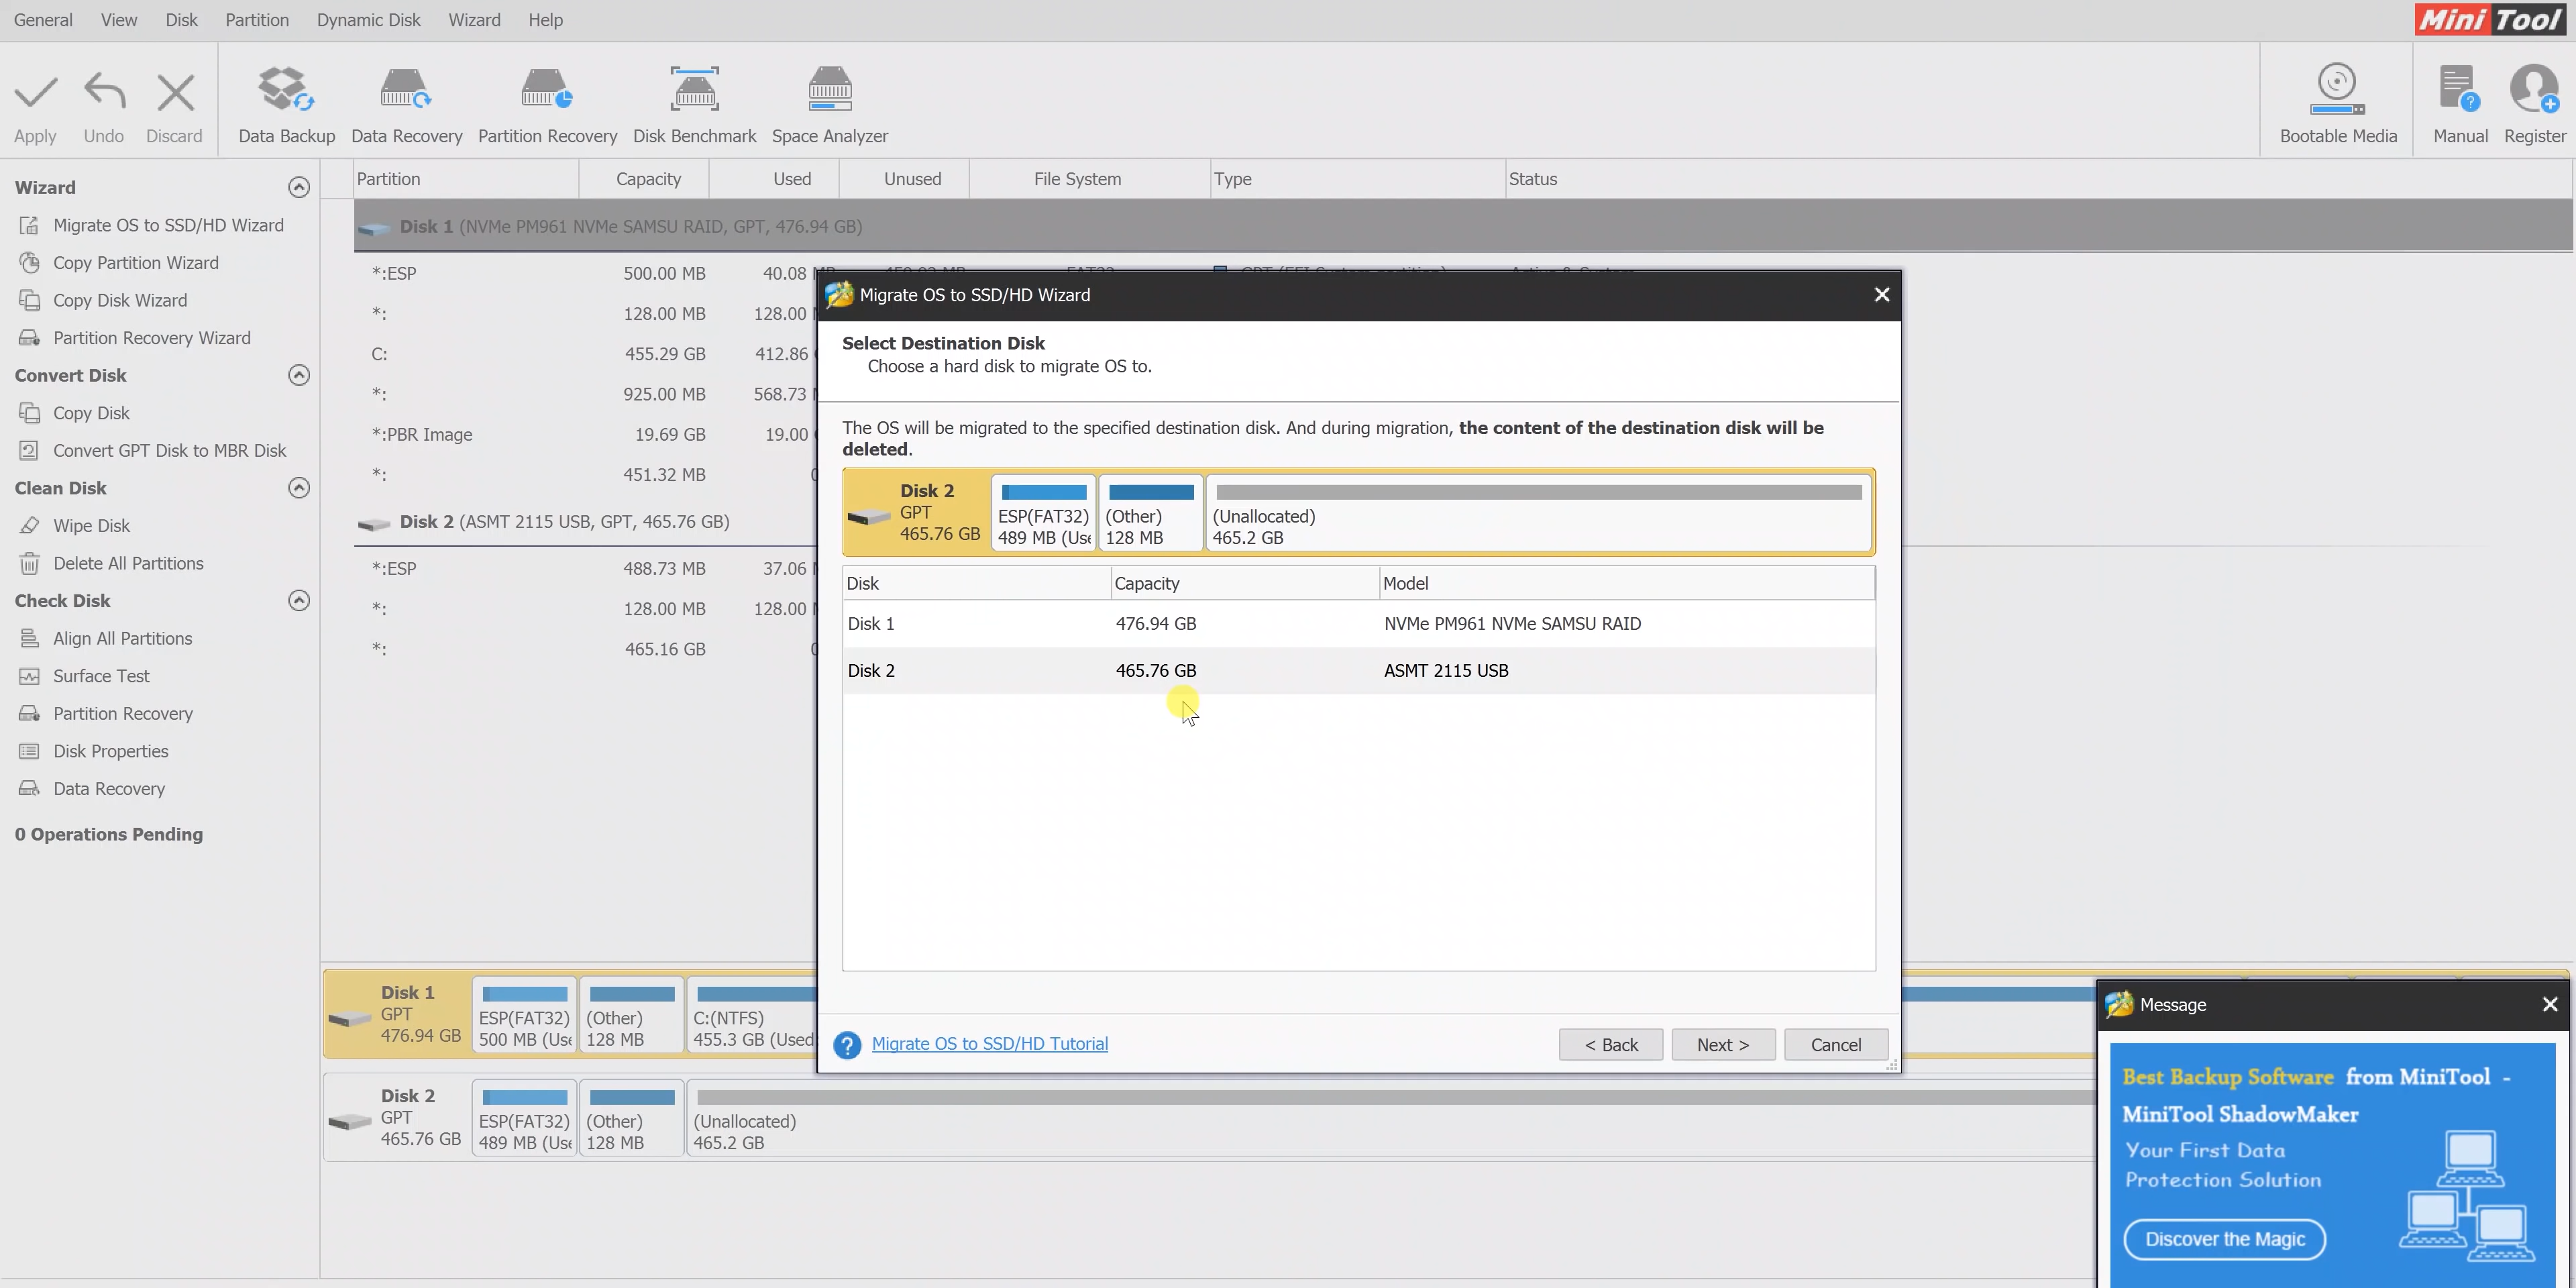 General View Disk Partition Dynamic Disk Wizard Help
MiniTool
Apply Undo Discard Data Backup Data Recovery Partition Recovery Disk Benchmark Space Analyzer Bootable Media Manual Register
Wizard
Migrate OS to SSD/HD Wizard
Copy Partition Wizard
Copy Disk Wizard
Partition Recovery Wizard
Convert Disk
Copy Disk
Convert GPT Disk to MBR Disk
Clean Disk
Wipe Disk
Delete All Partitions
Check Disk
Align All Partitions
Surface Test
Partition Recovery
Disk Properties
Data Recovery
0 Operations Pending
Partition Capacity Used Unused File System Type Status
Disk 1 (NVMe PM961 NVMe SAMSU RAID, GPT, 476.94 GB)
*:ESP 500.00 MB 40.08
*: 128.00 MB 128.00
C: 455.29 GB 412.86
*: 925.00 MB 568.73
*:PBR Image 19.69 GB 19.00
*: 451.32 MB 0
Disk 2 (ASMT 2115 USB, GPT, 465.76 GB)
*:ESP 488.73 MB 37.06
*: 128.00 MB 128.00
*: 465.16 GB 0
Migrate OS to SSD/HD Wizard
Select Destination Disk
Choose a hard disk to migrate OS to.
The OS will be migrated to the specified destination disk. And during migration, the content of the destination disk will be
deleted.
Disk 2
GPT
465.76 GB
ESP(FAT32)
489 MB (Use
(Other)
128 MB
(Unallocated)
465.2 GB
Disk Capacity Model
Disk 1 476.94 GB NVMe PM961 NVMe SAMSU RAID
Disk 2 465.76 GB ASMT 2115 USB
? Migrate OS to SSD/HD Tutorial
< Back Next > Cancel
Disk 1
GPT
476.94 GB
ESP(FAT32)
500 MB (Use
(Other)
128 MB
C:(NTFS)
455.3 GB (Used
Disk 2
GPT
465.76 GB
ESP(FAT32)
489 MB (Use
(Other)
128 MB
(Unallocated)
465.2 GB
Message
Best Backup Software from MiniTool -
MiniTool ShadowMaker
Your First Data
Protection Solution
Discover the Magic